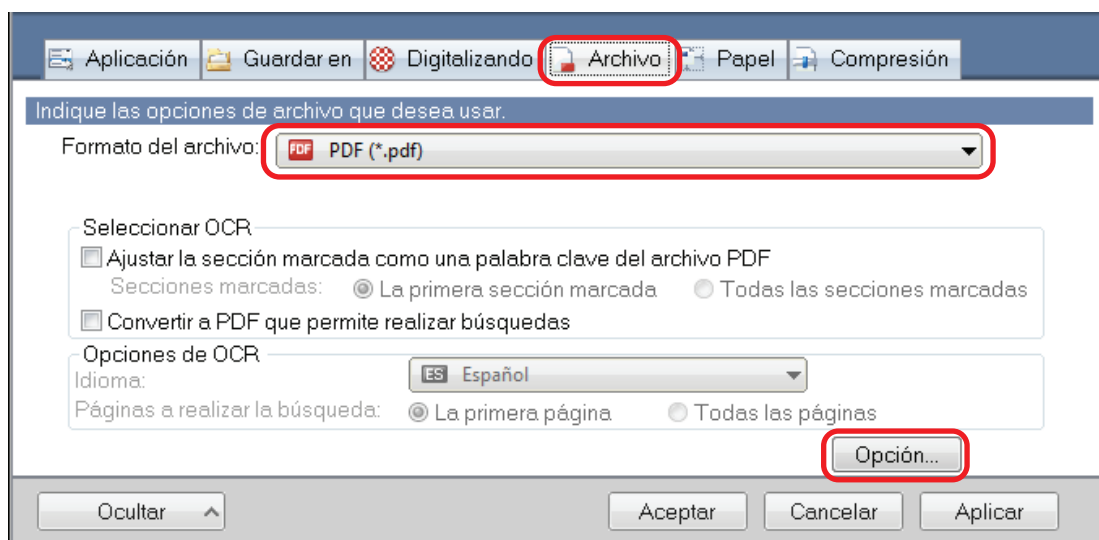 Aplicación Guardar en Digitalizando Archivo Papel Compresión
Indique las opciones de archivo que desea usar.
Formato del archivo: PDF PDF (*.pdf)
Seleccionar OCR
Ajustar la sección marcada como una palabra clave del archivo PDF
Secciones marcadas: La primera sección marcada Todas las secciones marcadas
Convertir a PDF que permite realizar búsquedas
Opciones de OCR
Idioma: ES Español
Páginas a realizar la búsqueda: La primera página Todas las páginas
Opción...
Ocultar Aceptar Cancelar Aplicar